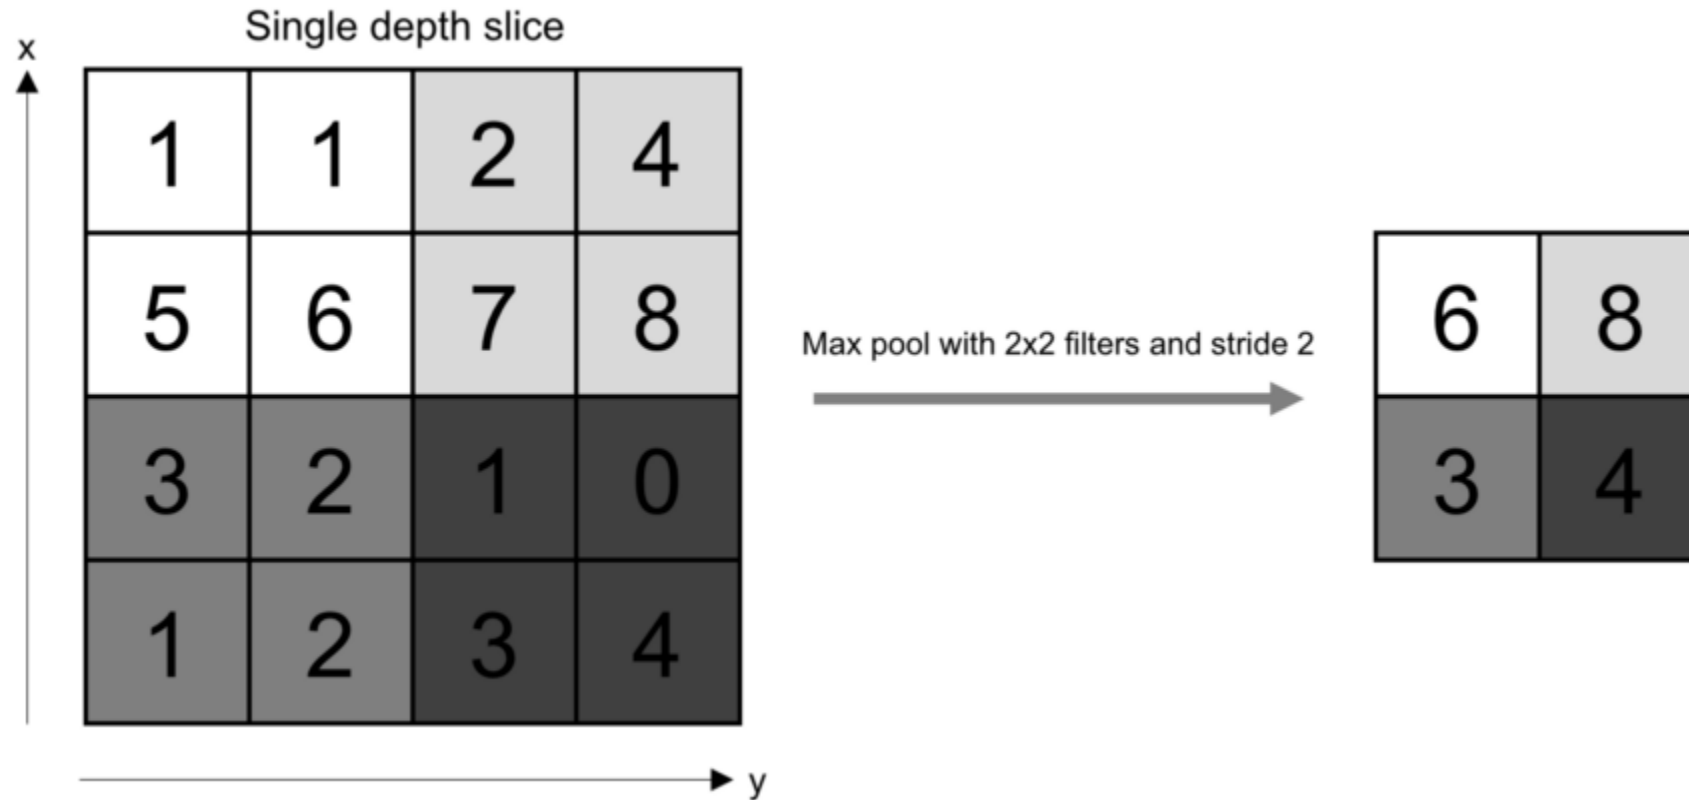 Single depth slice
x
1 1 2 4
5 6 7 8
3 2 1 0
1 2 3 4
y
Max pool with 2x2 filters and stride 2
6 8
3 4